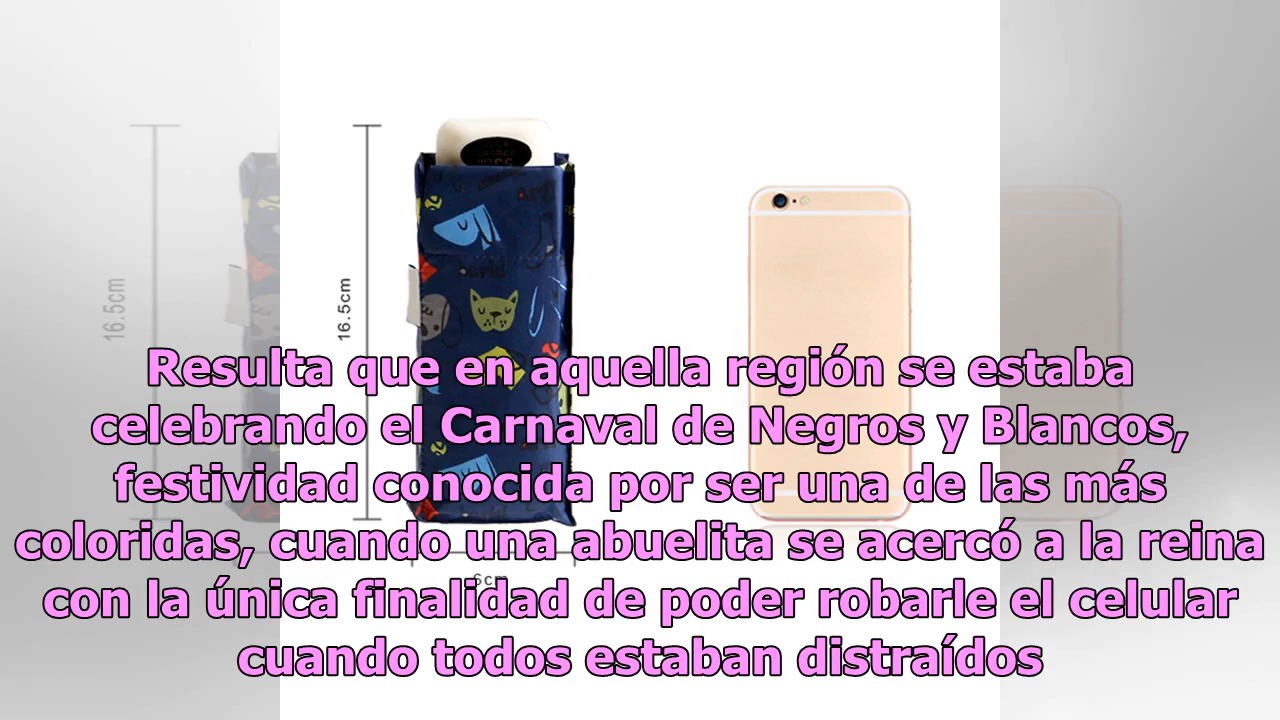 16.5cm
16.5cm
Resulta que en aquella región se estaba
celebrando el Carnaval de Negros y Blancos,
festividad conocida por ser una de las más
coloridas, cuando una abuelita se acercó a la reina
6cm
con la única finalidad de poder robarle el celular
cuando todos estaban distraídos